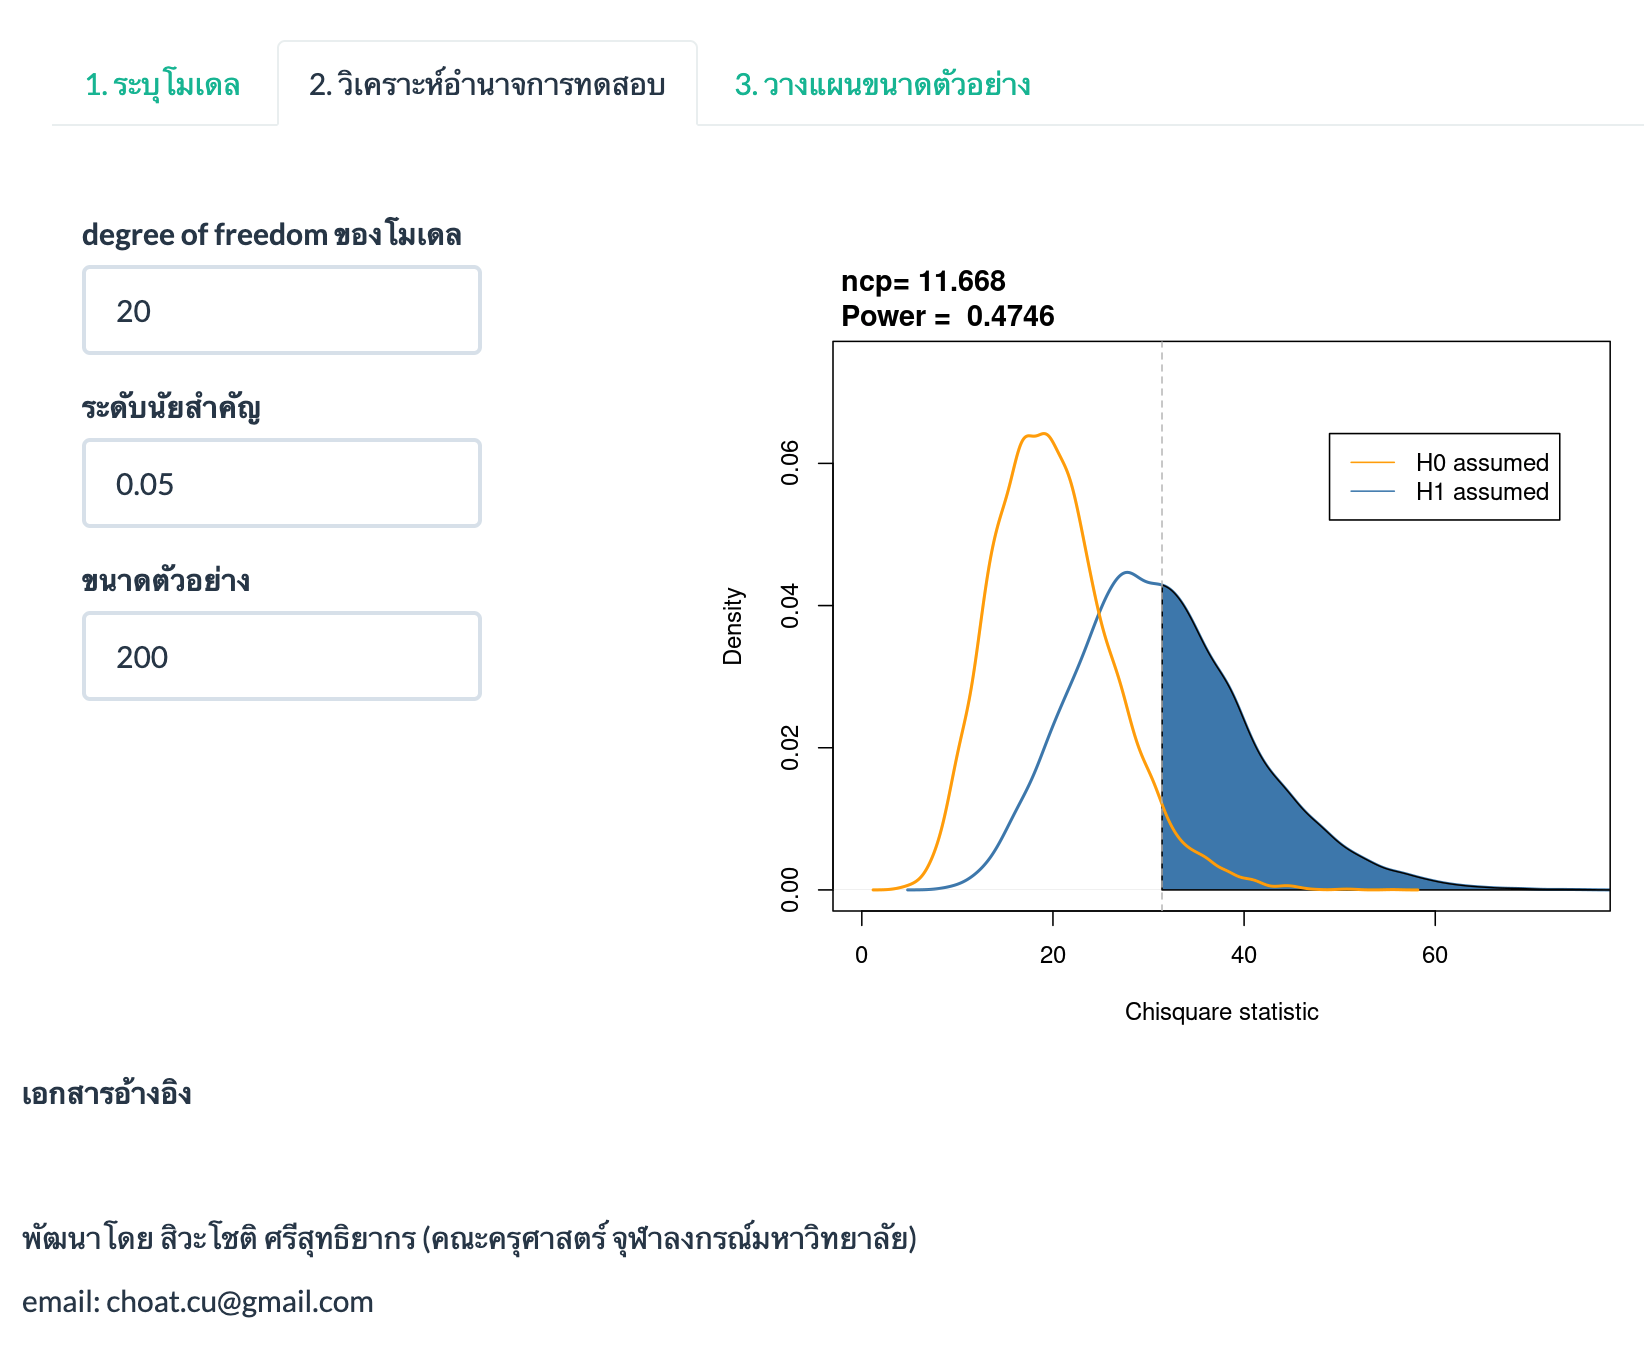 1. ระบุโมเดล
2. วิเคราะห์อำนาจการทดสอบ
3. วางแผนขนาดตัวอย่าง
degree of freedom ของโมเดล
20
ระดับนัยสำคัญ
0.05
ขนาดตัวอย่าง
200
ncp= 11.668
Power =  0.4746
H0 assumed
H1 assumed
Density
0.06
0.04
0.02
0.00
0
20
40
60
Chisquare statistic
เอกสารอ้างอิง
พัฒนาโดย สิวะโชติ ศรีสุทธิยากร (คณะครุศาสตร์ จุฬาลงกรณ์มหาวิทยาลัย)
email: choat.cu@gmail.com